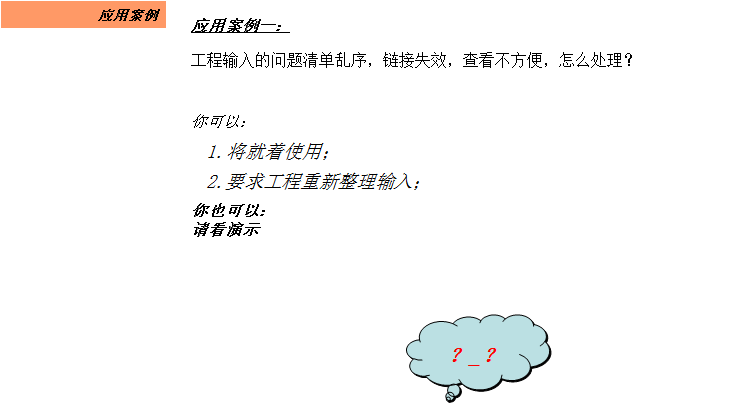 应用案例
应用案例一：
工程输入的问题清单乱序，链接失效，查看不方便，怎么处理？
你可以：
1.将就着使用；
2.要求工程重新整理输入；
你也可以：
请看演示
？_？